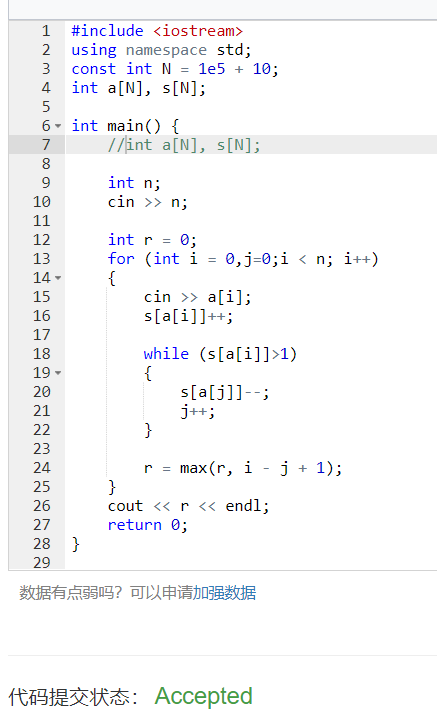 1 #include <iostream>
2 using namespace std;
3 const int N = 1e5 + 10;
4 int a[N], s[N];
5
6 int main() {
7     //int a[N], s[N];
8
9     int n;
10     cin >> n;
11
12     int r = 0;
13     for (int i = 0,j=0;i < n; i++)
14     {
15         cin >> a[i];
16         s[a[i]]++;
17
18         while (s[a[i]]>1)
19         {
20             s[a[j]]--;
21             j++;
22         }
23
24         r = max(r, i - j + 1);
25     }
26     cout << r << endl;
27     return 0;
28 }
29
数据有点弱吗？可以申请加强数据
代码提交状态： Accepted